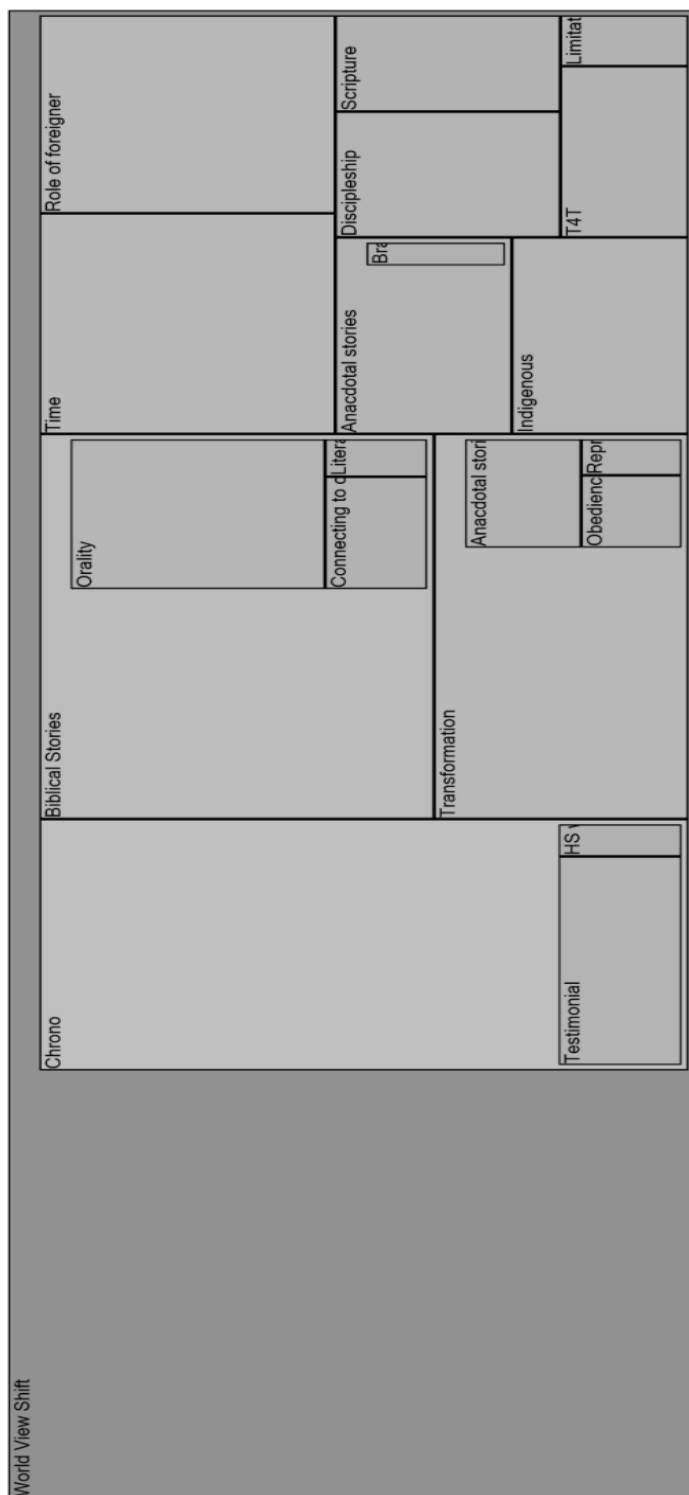 World View Shift
Chrono
Testimonial
HS
Biblical Stories
Orality
Connecting to
Litera
Transformation
Anacdotal stori
Obedienc
Repr
Time
Role of foreigner
Anacdotal stories
Bra
Indigenous
Discipleship
Scripture
T4T
Limitat